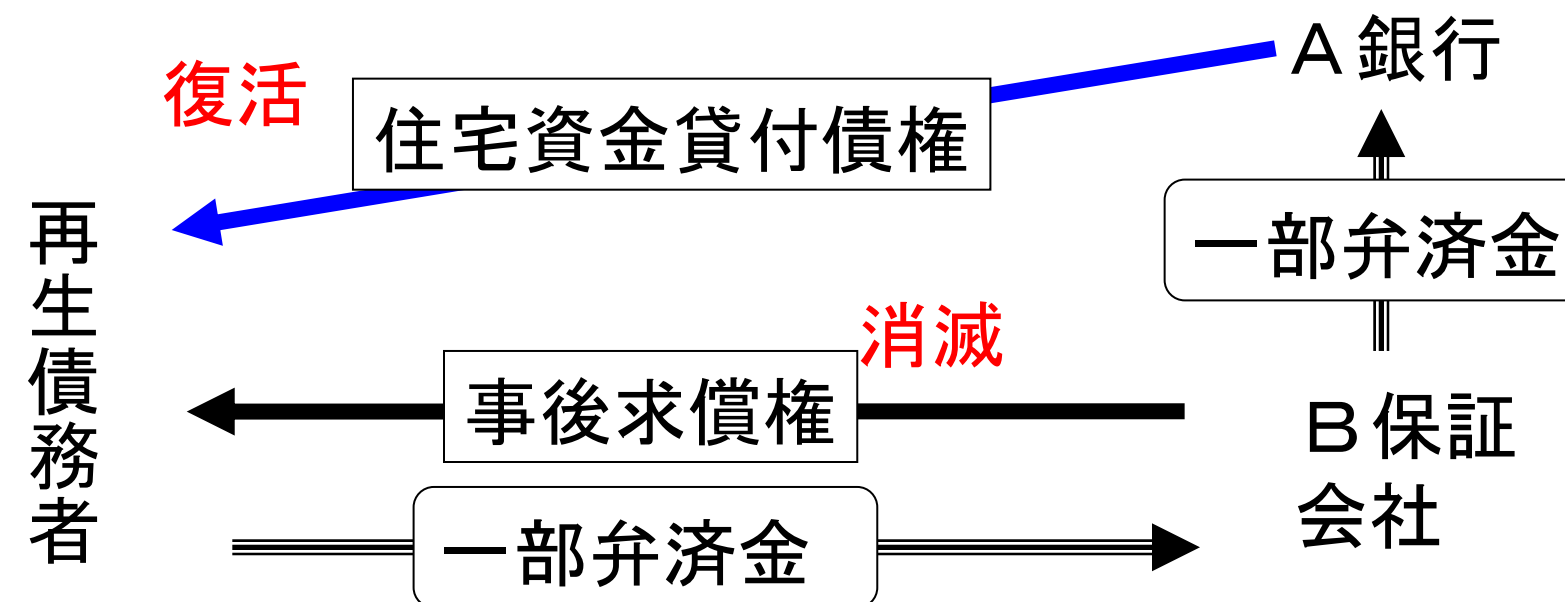 Ａ銀行
復活
住宅資金貸付債権
再生債務者
一部弁済金
消滅
事後求償権
Ｂ保証
会社
一部弁済金